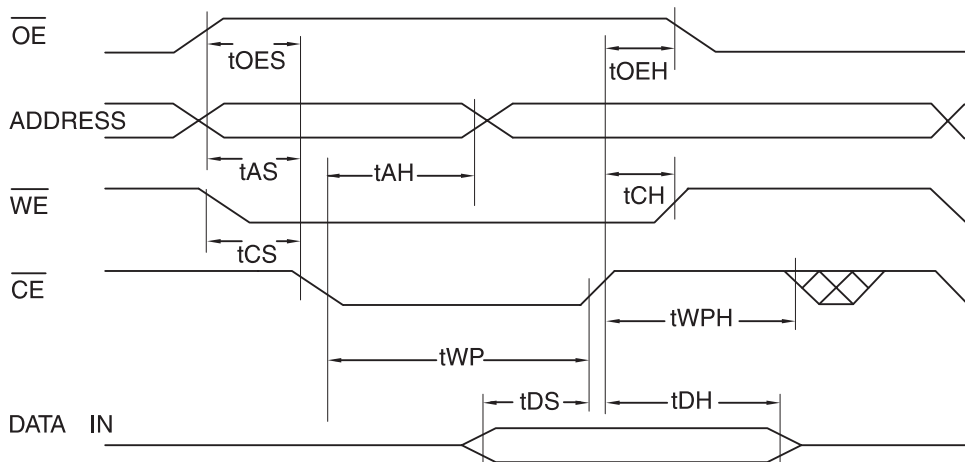 OE
tOES
tOEH
ADDRESS
tAS
tAH
WE
tCH
tCS
CE
tWPH
tWP
tDS
tDH
DATA IN